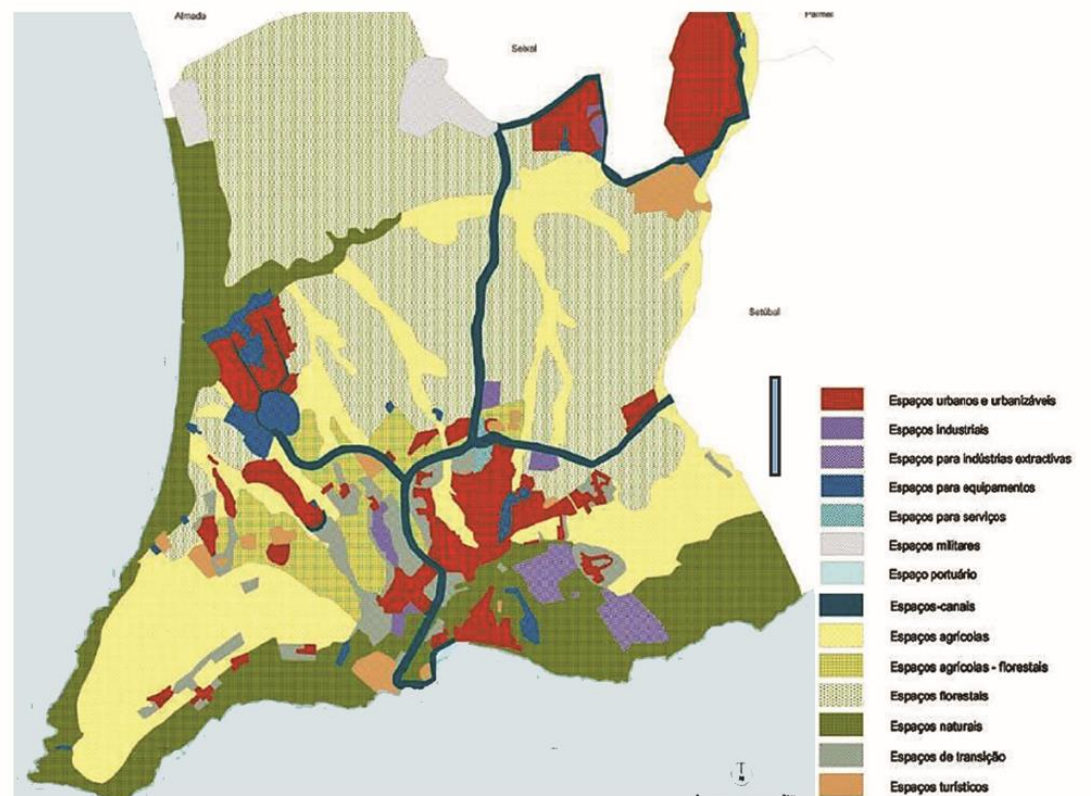 Almada
Seixal
Palmel
Setúbal
Espaços urbanos e urbanizáveis
Espaços industriais
Espaços para indústrias extractivas
Espaços para equipamentos
Espaços para serviços
Espaços militares
Espaço portuário
Espaços-canais
Espaços agrícolas
Espaços agrícolas - florestais
Espaços florestais
Espaços naturais
Espaços de transição
Espaços turísticos
N